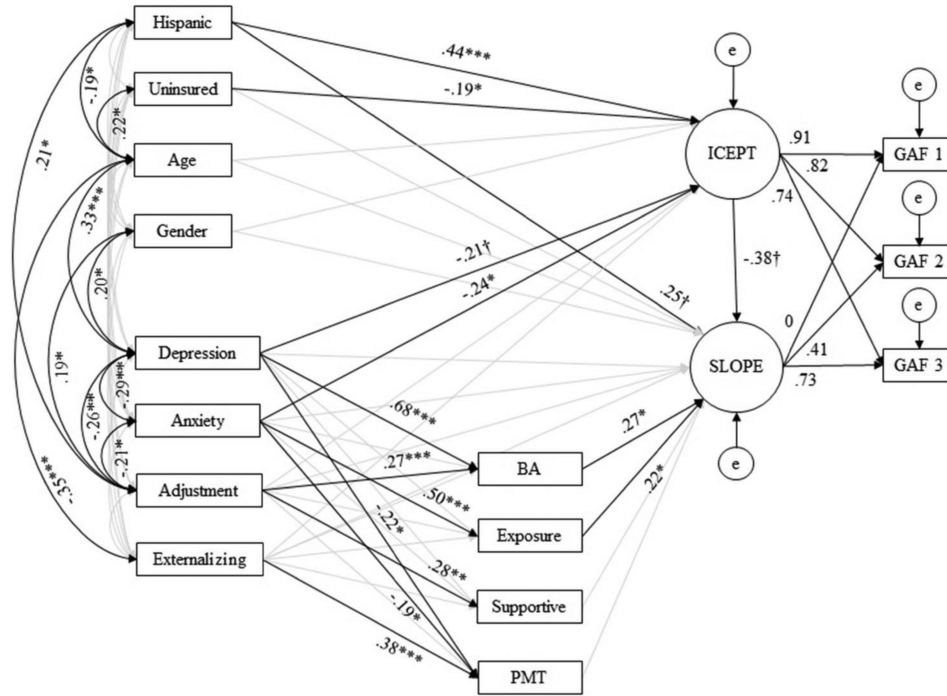 Hispanic
Uninsured
Age
Gender
Depression
Anxiety
Adjustment
Externalizing
-.19*
.22*
.21*
.33***
.20*
.19*
-.29**
-.26**
-.21*
-.35***
.44***
-.19*
-.21†
-.24*
.25†
.68***
.27***
.50***
-.22*
.28**
-.19*
.38***
BA
Exposure
Supportive
PMT
.27*
.22*
e
ICEPT
-.38†
SLOPE
e
.91
.82
.74
0
.41
.73
e
GAF 1
e
GAF 2
e
GAF 3